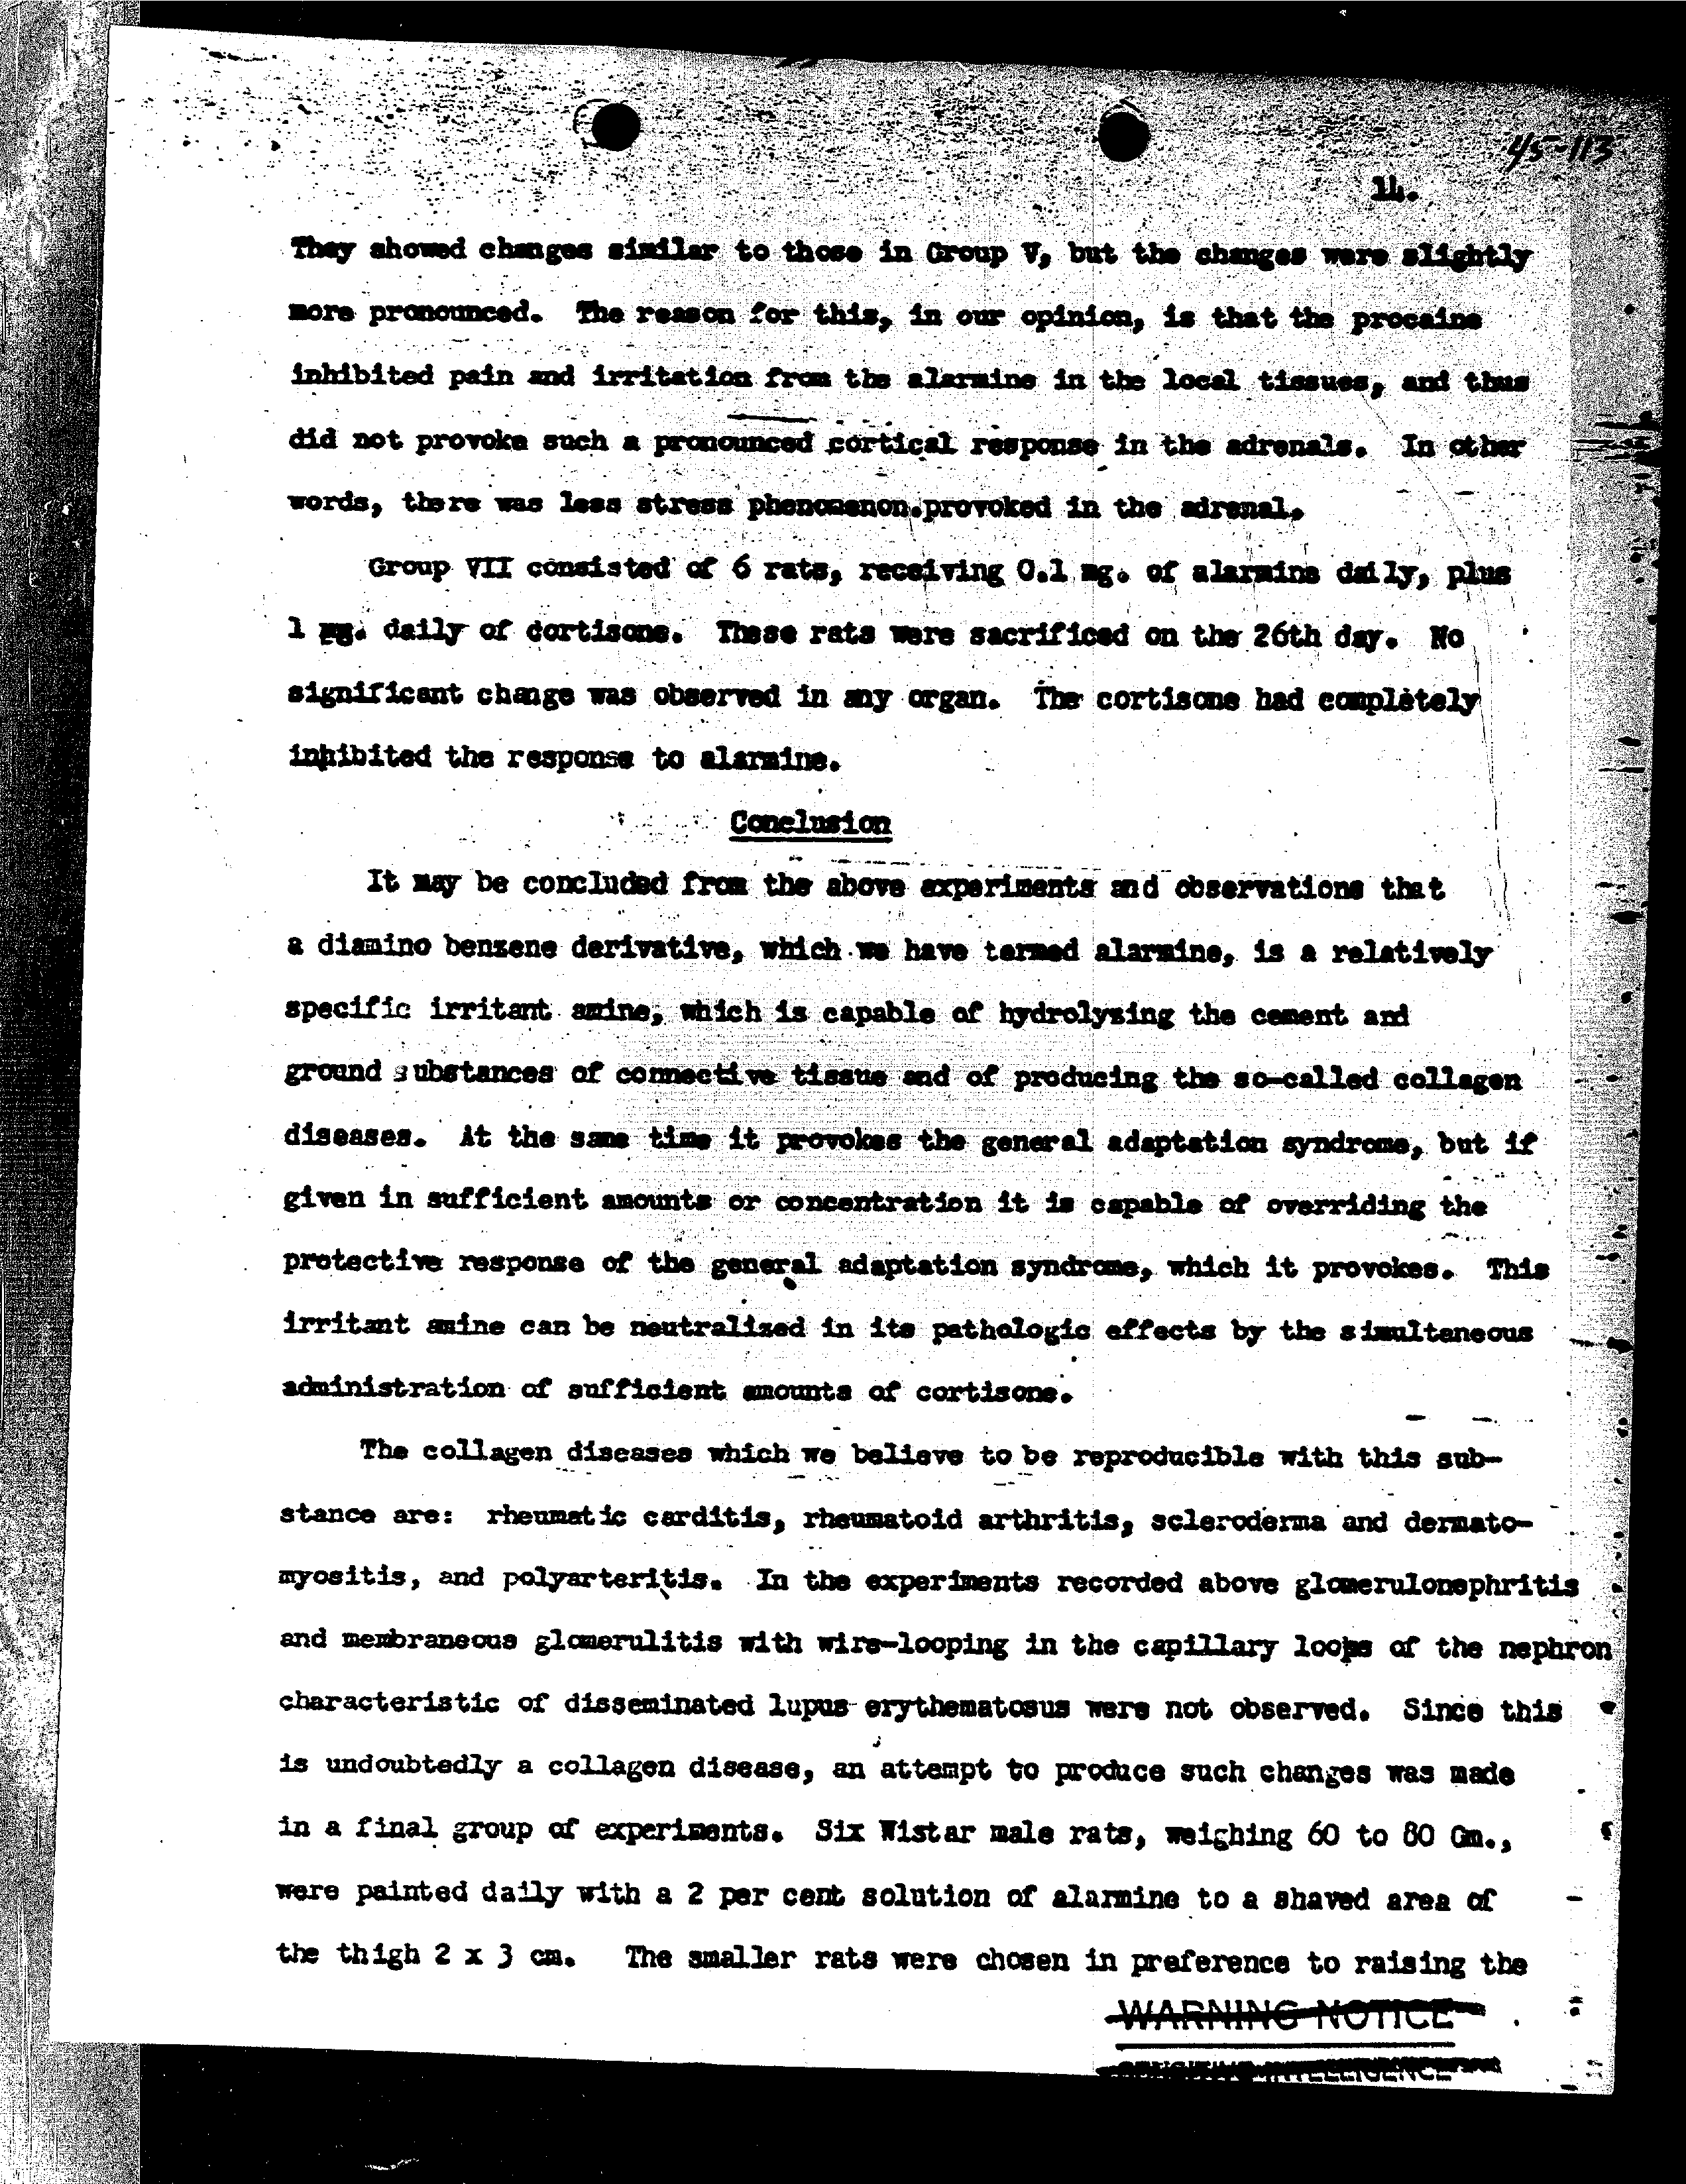 45-113
14.
They showed changes similar to those in Group V, but the changes were slightly
more pronounced. The reason for this, in our opinion, is that the procaine
inhibited pain and irritation from the alarmine in the local tissues, and thus
did not provoke such a pronounced cortical response in the adrenals. In other
words, there was less stress phenomenon provoked in the adrenal.
Group VII consisted of 6 rats, receiving 0.1 mg. of alarmine daily, plus
1 mg. daily of cortisone. These rats were sacrificed on the 26th day. No
significant change was observed in any organ. The cortisone had completely
inhibited the response to alarmine.
Conclusion
It may be concluded from the above experiments and observations that
a diamino benzene derivative, which we have termed alarmine, is a relatively
specific irritant amine, which is capable of hydrolyzing the cement and
ground substances of connective tissue and of producing the so-called collagen
diseases. At the same time it provokes the general adaptation syndrome, but if
given in sufficient amounts or concentration it is capable of overriding the
protective response of the general adaptation syndrome, which it provokes. This
irritant amine can be neutralized in its pathologic effects by the simultaneous
administration of sufficient amounts of cortisone.
The collagen diseases which we believe to be reproducible with this sub-
stance are: rheumatic carditis, rheumatoid arthritis, scleroderma and dermato-
myositis, and polyarteritis. In the experiments recorded above glomerulonephritis
and membraneous glomerulitis with wire-looping in the capillary loops of the nephron
characteristic of disseminated lupus erythematosus were not observed. Since this
is undoubtedly a collagen disease, an attempt to produce such changes was made
in a final group of experiments. Six Wistar male rats, weighing 60 to 80 Gm.,
were painted daily with a 2 per cent solution of alarmine to a shaved area of
the thigh 2 x 3 cm. The smaller rats were chosen in preference to raising the
WARNING NOTICE
INTELLIGENCE